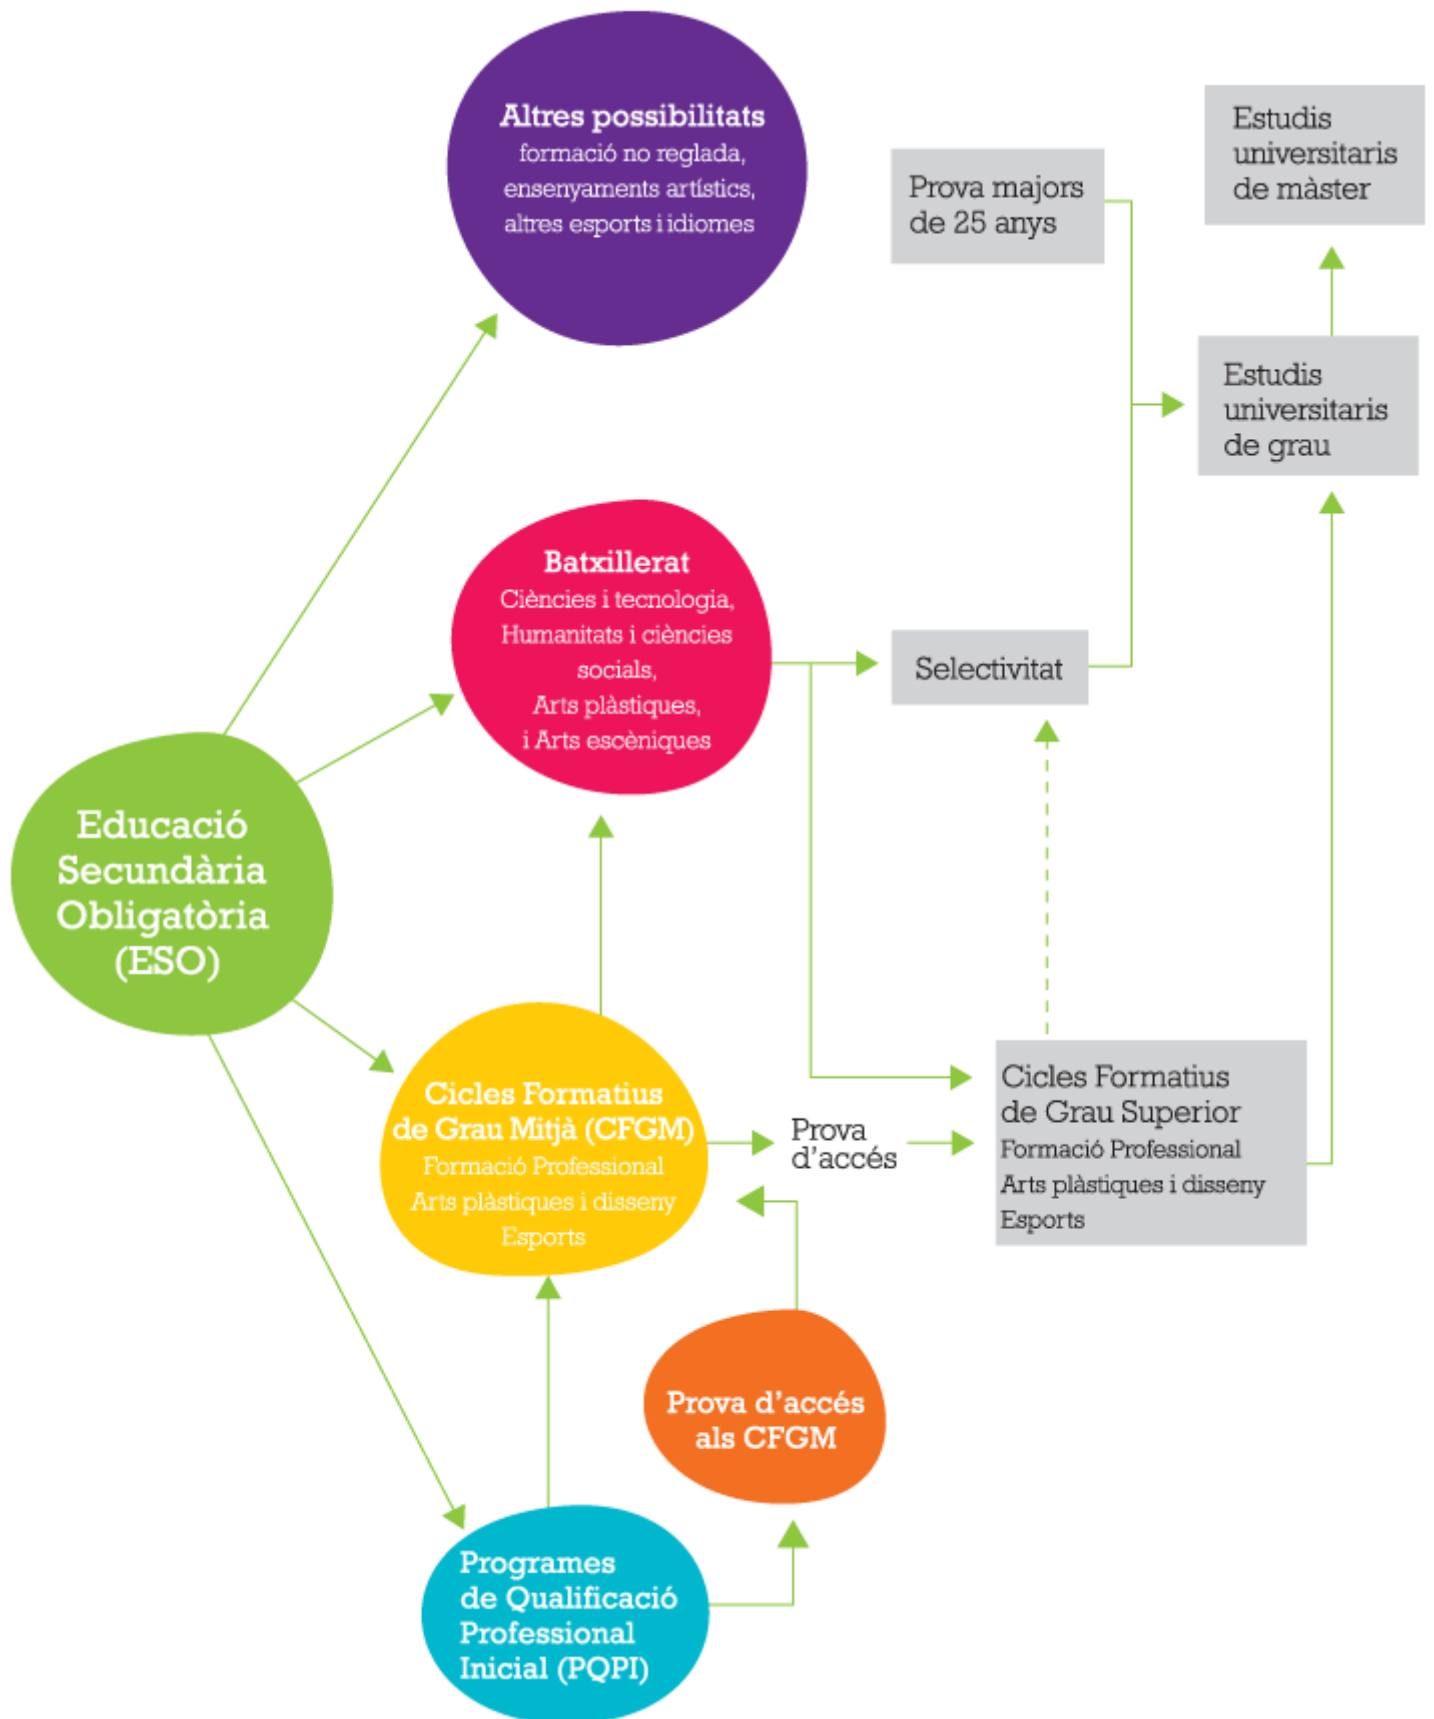 Altres possibilitats
formació no reglada,
ensenyaments artístics,
altres esports i idiomes
Prova majors
de 25 anys
Estudis
universitaris
de màster
Estudis
universitaris
de grau
Batxillerat
Ciències i tecnologia,
Humanitats i ciències
socials,
Arts plàstiques,
i Arts escèniques
Selectivitat
Educació
Secundària
Obligatòria
(ESO)
Cicles Formatius
de Grau Mitjà (CFGM)
Formació Professional
Arts plàstiques i disseny
Esports
Prova
d'accés
Cicles Formatius
de Grau Superior
Formació Professional
Arts plàstiques i disseny
Esports
Prova d'accés
als CFGM
Programes
de Qualificació
Professional
Inicial (PQPI)